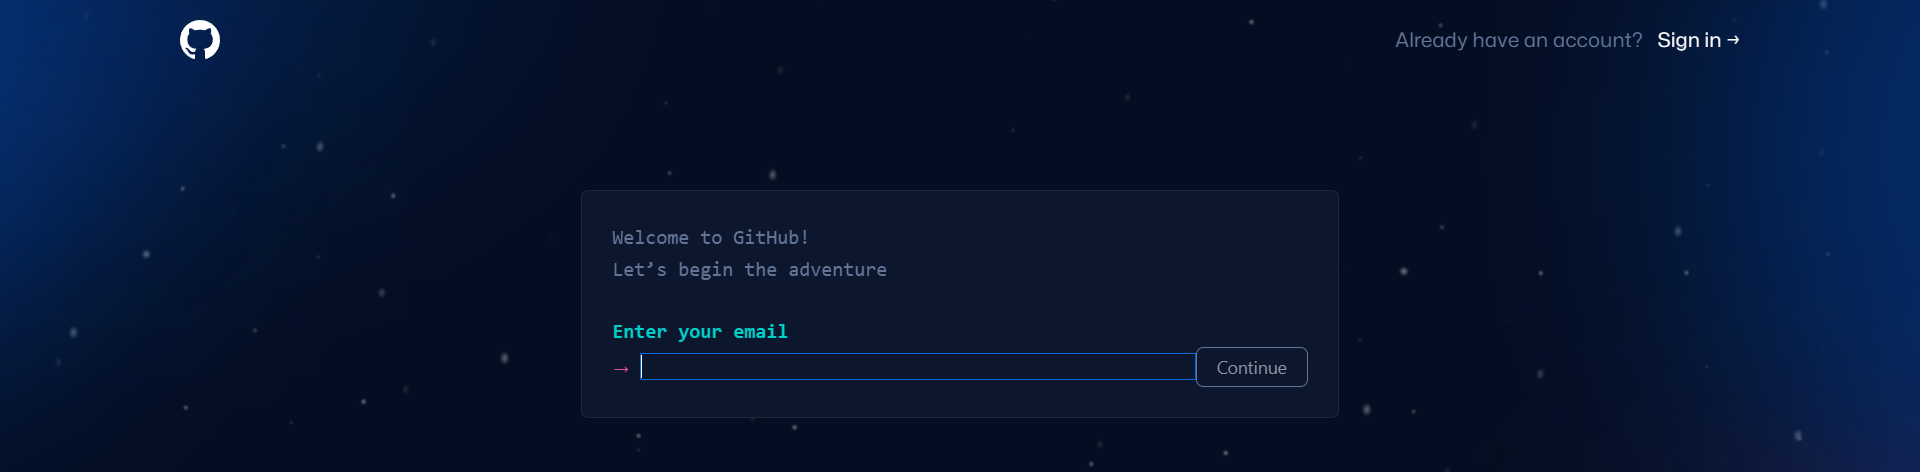 Already have an account? Sign in →
Welcome to GitHub!
Let’s begin the adventure
Enter your email
→
Continue